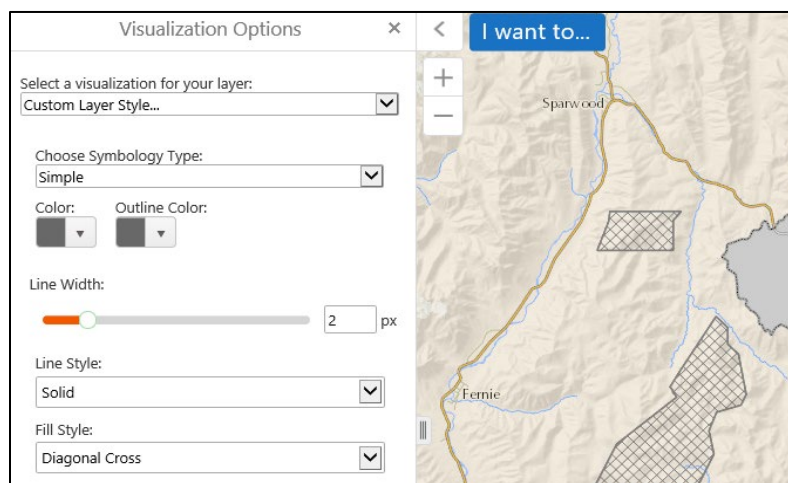 Visualization Options
I want to...
Select a visualization for your layer:
Custom Layer Style...
Choose Symbology Type:
Simple
Color: Outline Color:
Line Width:
2 px
Line Style:
Solid
Fill Style:
Diagonal Cross
Sparwood
Fernie